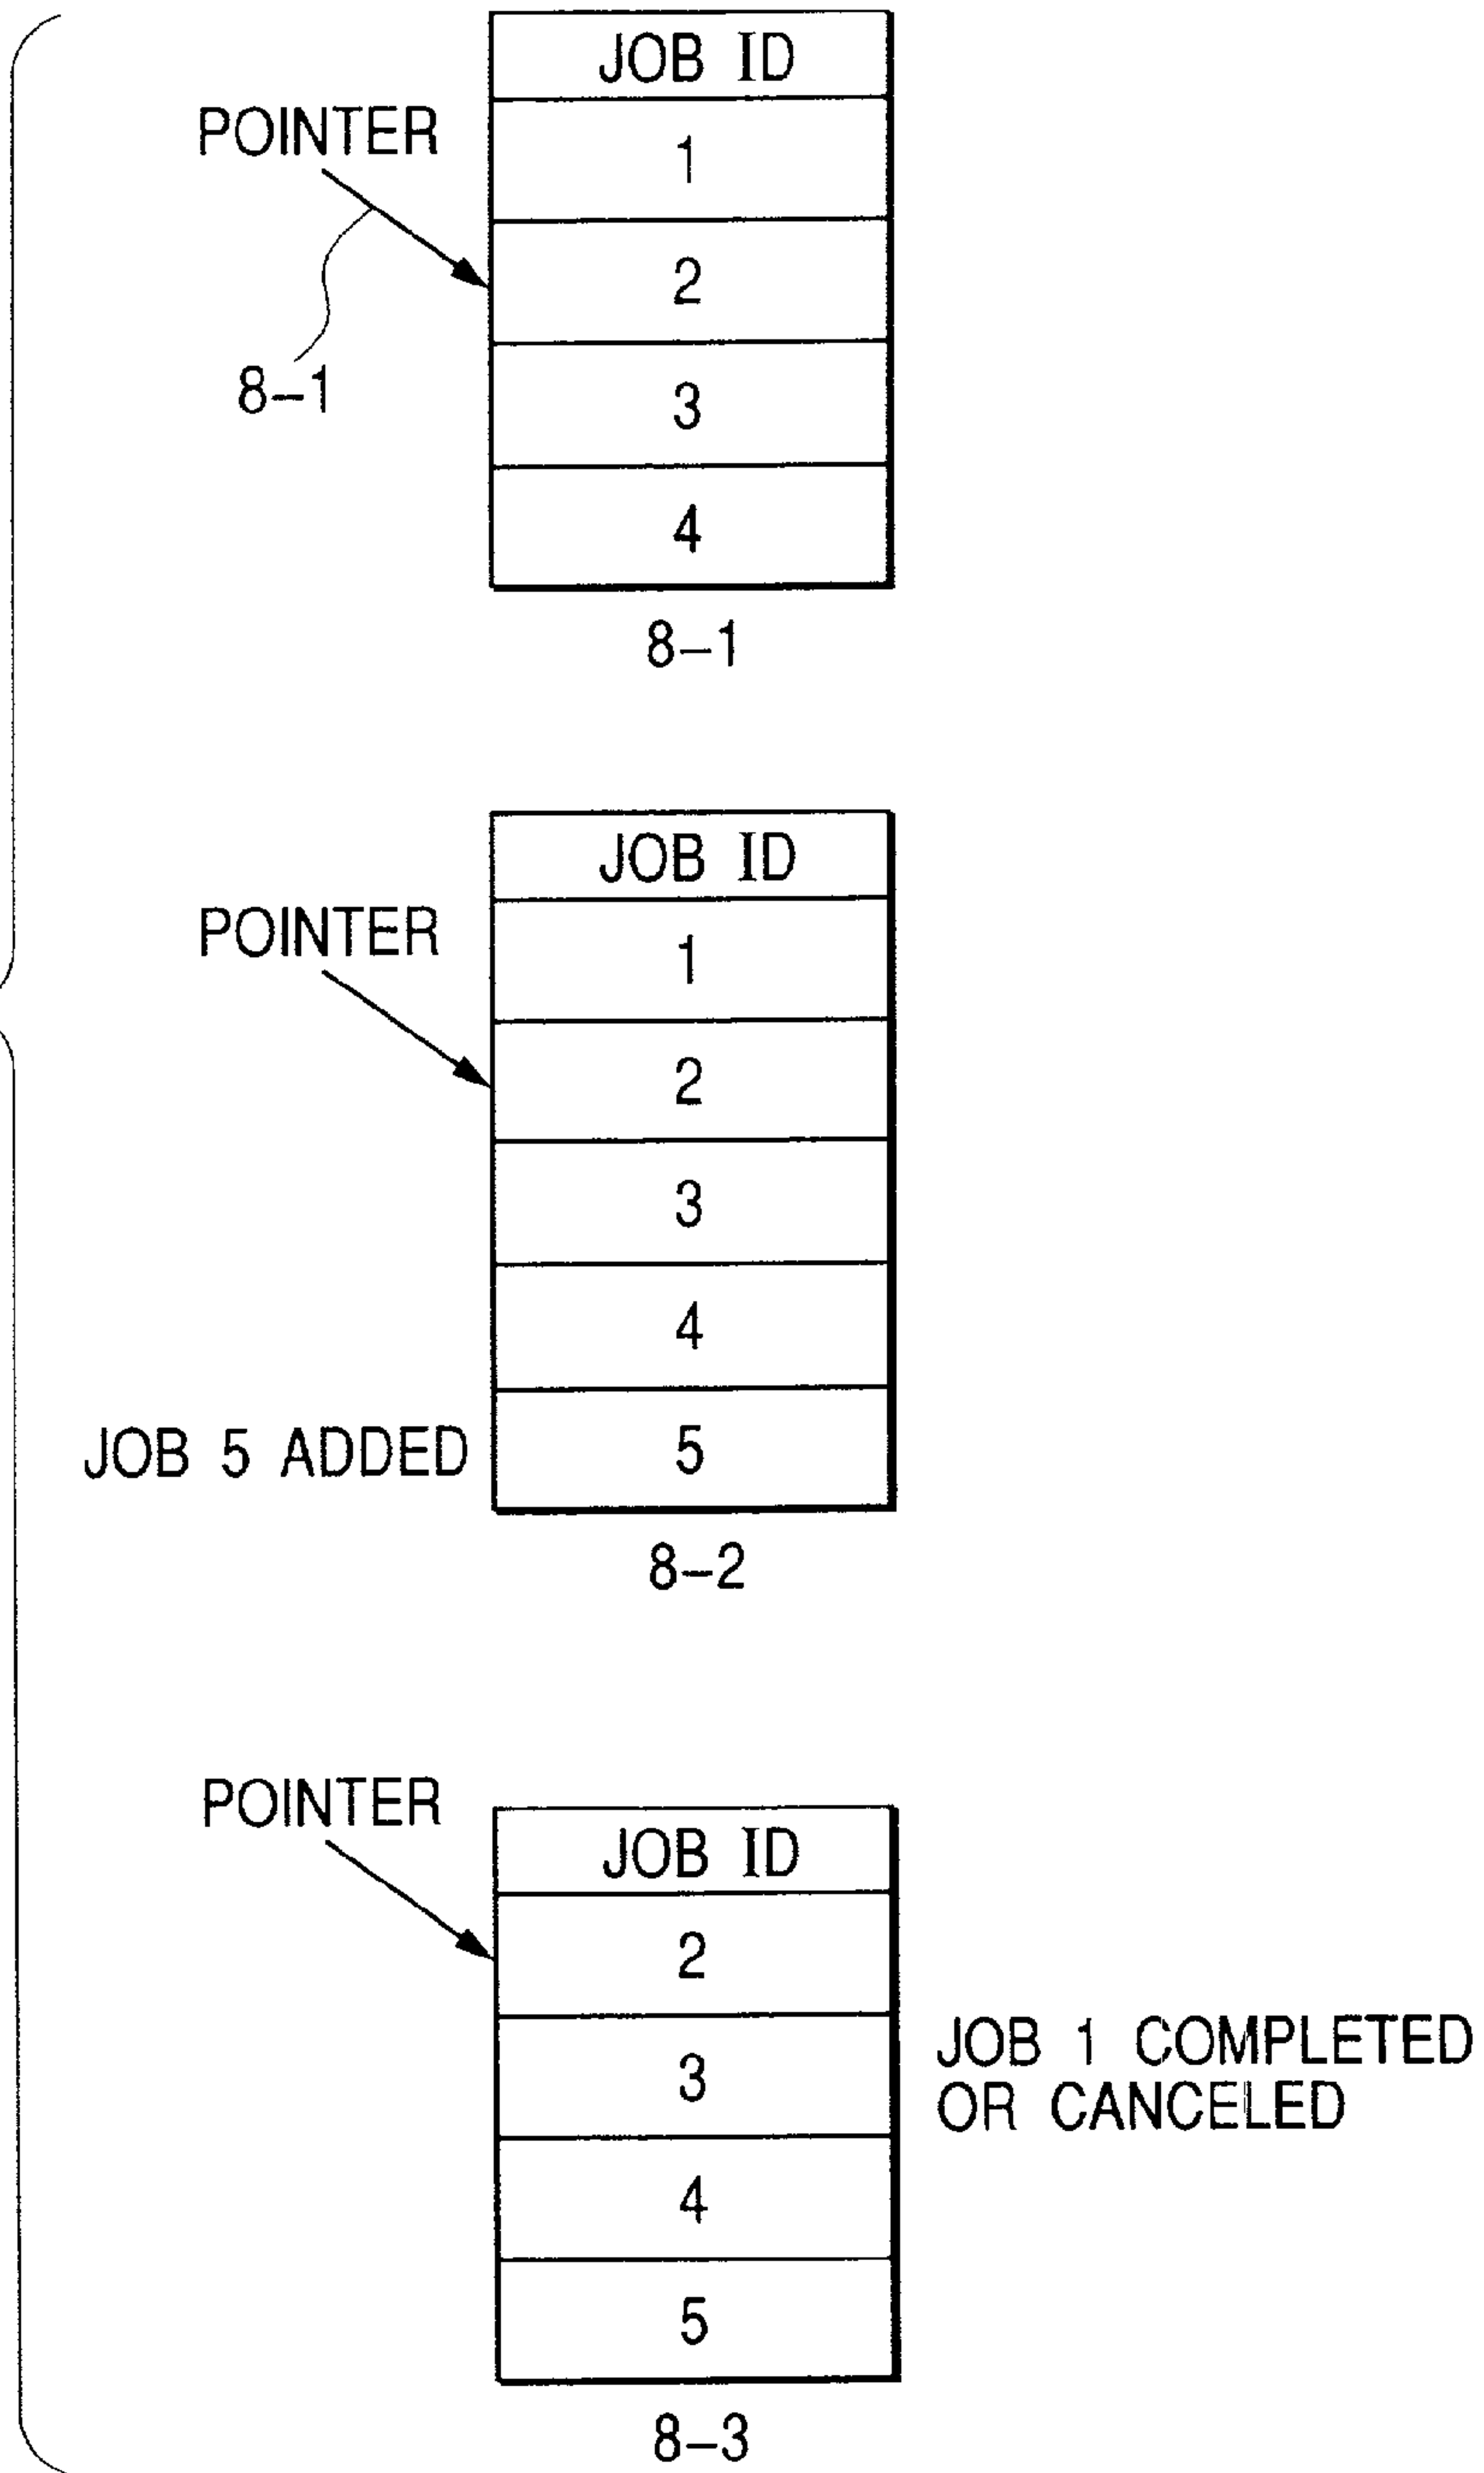 JOB ID
POINTER
1
2
8–1
3
4
8–1
JOB ID
POINTER
1
2
3
4
JOB 5 ADDED
5
8–2
POINTER
JOB ID
2
3
JOB 1 COMPLETED
OR CANCELED
4
5
8–3